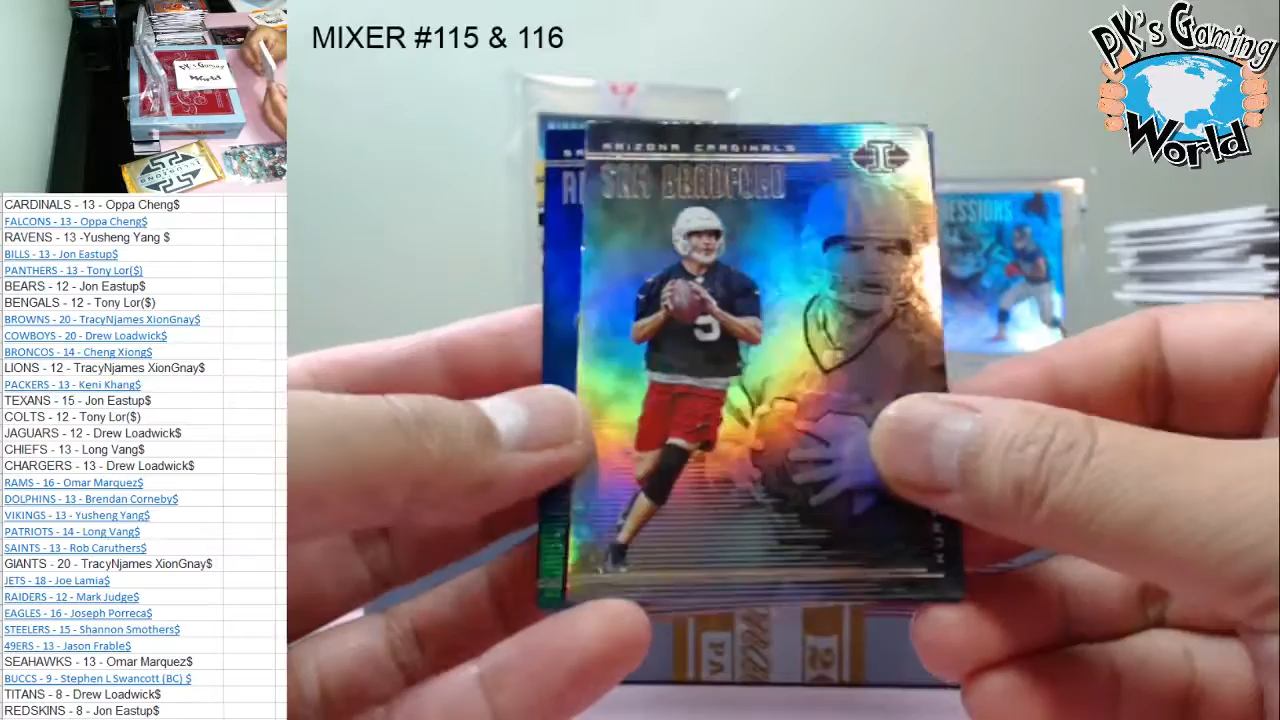 MIXER #115 & 116
PK's Gaming
World
PK's Gaming
World
CARDINALS - 13 - Oppa Cheng$
FALCONS - 13 - Oppa Cheng$
RAVENS - 13 -Yusheng Yang $
BILLS - 13 - Jon Eastup$
PANTHERS - 13 - Tony Lor($)
BEARS - 12 - Jon Eastup$
BENGALS - 12 - Tony Lor($)
BROWNS - 20 - TracyNjames XionGnay$
COWBOYS - 20 - Drew Loadwick$
BRONCOS - 14 - Cheng Xiong$
LIONS - 12 - TracyNjames XionGnay$
PACKERS - 13 - Keni Khang$
TEXANS - 15 - Jon Eastup$
COLTS - 12 - Tony Lor($)
JAGUARS - 12 - Drew Loadwick$
CHIEFS - 13 - Long Vang$
CHARGERS - 13 - Drew Loadwick$
RAMS - 16 - Omar Marquez$
DOLPHINS - 13 - Brendan Corneby$
VIKINGS - 13 - Yusheng Yang$
PATRIOTS - 14 - Long Vang$
SAINTS - 13 - Rob Caruthers$
GIANTS - 20 - TracyNjames XionGnay$
JETS - 18 - Joe Lamia$
RAIDERS - 12 - Mark Judge$
EAGLES - 16 - Joseph Porreca$
STEELERS - 15 - Shannon Smothers$
49ERS - 13 - Jason Frable$
SEAHAWKS - 13 - Omar Marquez$
BUCCS - 9 - Stephen L Swancott (BC) $
TITANS - 8 - Drew Loadwick$
REDSKINS - 8 - Jon Eastup$
ARIZONA CARDINALS
SAM BRADFORD
I
3